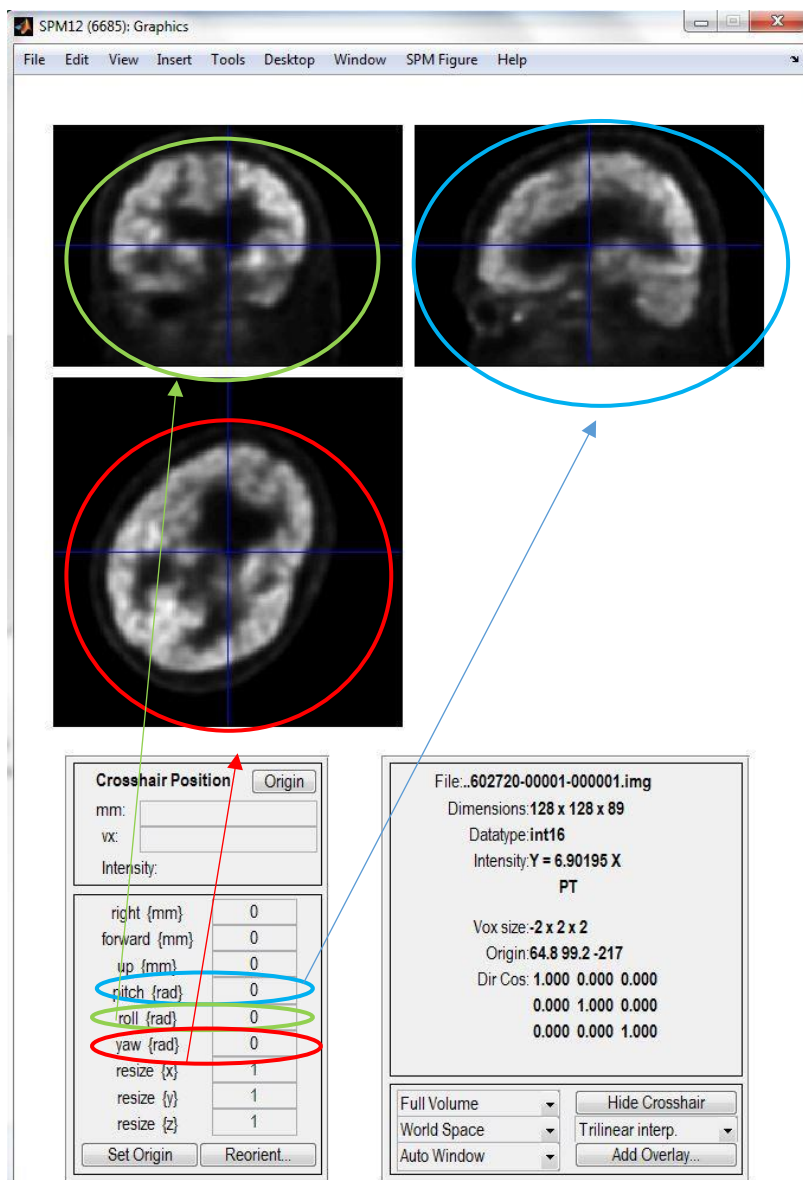 SPM12 (6685): Graphics
File Edit View Insert Tools Desktop Window SPM Figure Help
Crosshair Position Origin
mm:
vx:
Intensity:
right {mm} 0
forward {mm} 0
up {mm} 0
pitch {rad} 0
roll {rad} 0
yaw {rad} 0
resize {x} 1
resize {y} 1
resize {z} 1
Set Origin Reorient...
File:..602720-00001-000001.img
Dimensions:128 x 128 x 89
Datatype:int16
Intensity:Y = 6.90195 X
PT
Vox size:-2 x 2 x 2
Origin:64.8 99.2 -217
Dir Cos: 1.000 0.000 0.000
0.000 1.000 0.000
0.000 0.000 1.000
Full Volume Hide Crosshair
World Space Trilinear interp.
Auto Window Add Overlay...